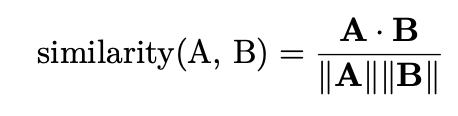 similarity(A, B) = A · B / ‖A‖‖B‖